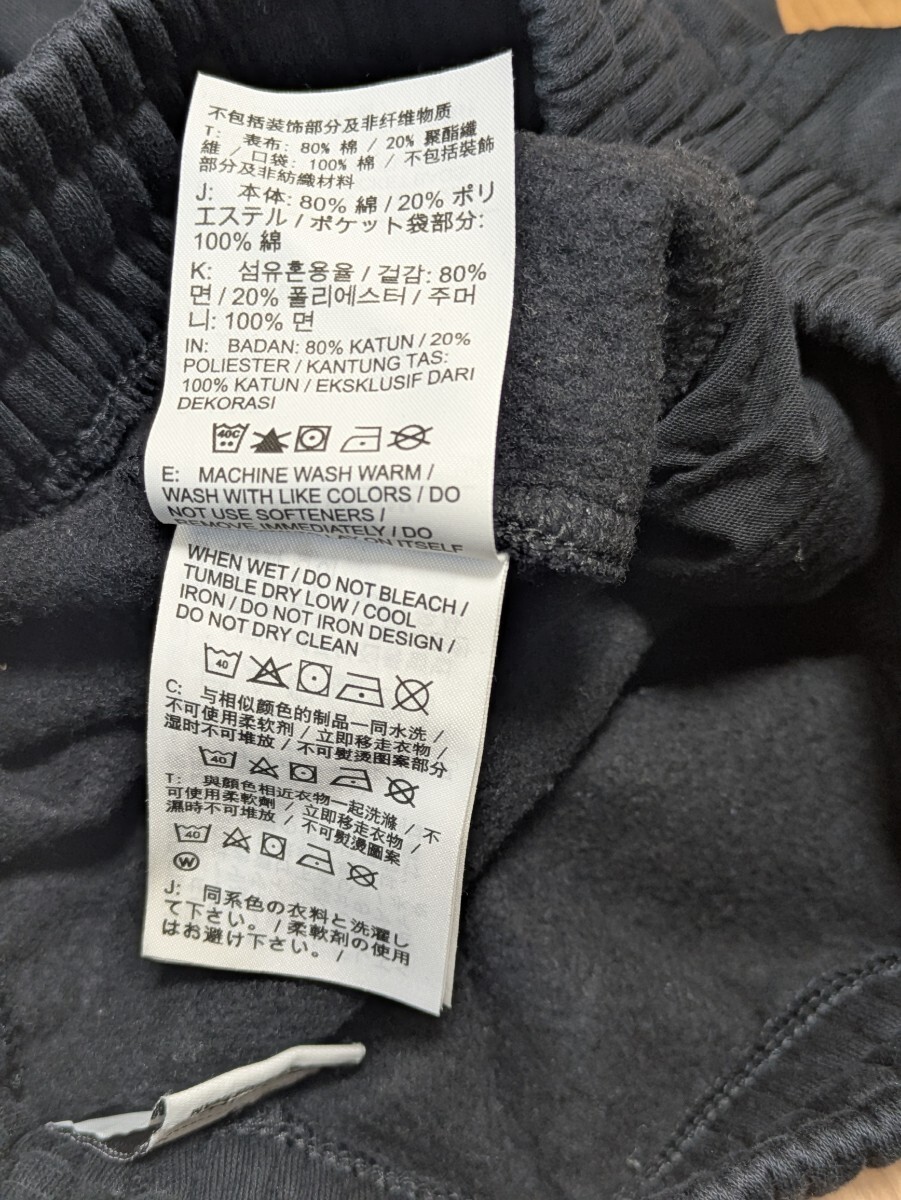 不包括装饰部分及非纤维物质
T: 表布: 80% 棉 / 20% 聚酯纖
維 / 口袋: 100% 棉 / 不包括裝飾
部分及非紡織材料
J: 本体: 80% 綿 / 20% ポリ
エステル / ポケット袋部分:
100% 綿
K: 섬유혼용율 / 겉감: 80%
면 / 20% 폴리에스터 / 주머
니: 100% 면
IN: BADAN: 80% KATUN / 20%
POLIESTER / KANTUNG TAS:
100% KATUN / EKSKLUSIF DARI
DEKORASI
40C
E: MACHINE WASH WARM /
WASH WITH LIKE COLORS / DO
NOT USE SOFTENERS /
REMOVE IMMEDIATELY / DO
ON ITSELF
WHEN WET / DO NOT BLEACH /
TUMBLE DRY LOW / COOL
IRON / DO NOT IRON DESIGN /
DO NOT DRY CLEAN
40
C: 与相似颜色的制品一同水洗 /
不可使用柔软剂 / 立即移走衣物 /
湿时不可堆放 / 不可熨烫图案部分
40
T: 與顏色相近衣物一起洗滌 / 不
可使用柔軟劑 / 立即移走衣物 /
濕時不可堆放 / 不可熨燙圖案
40
W
J: 同系色の衣料と洗濯し
て下さい。 / 柔軟剤の使用
はお避け下さい。 /